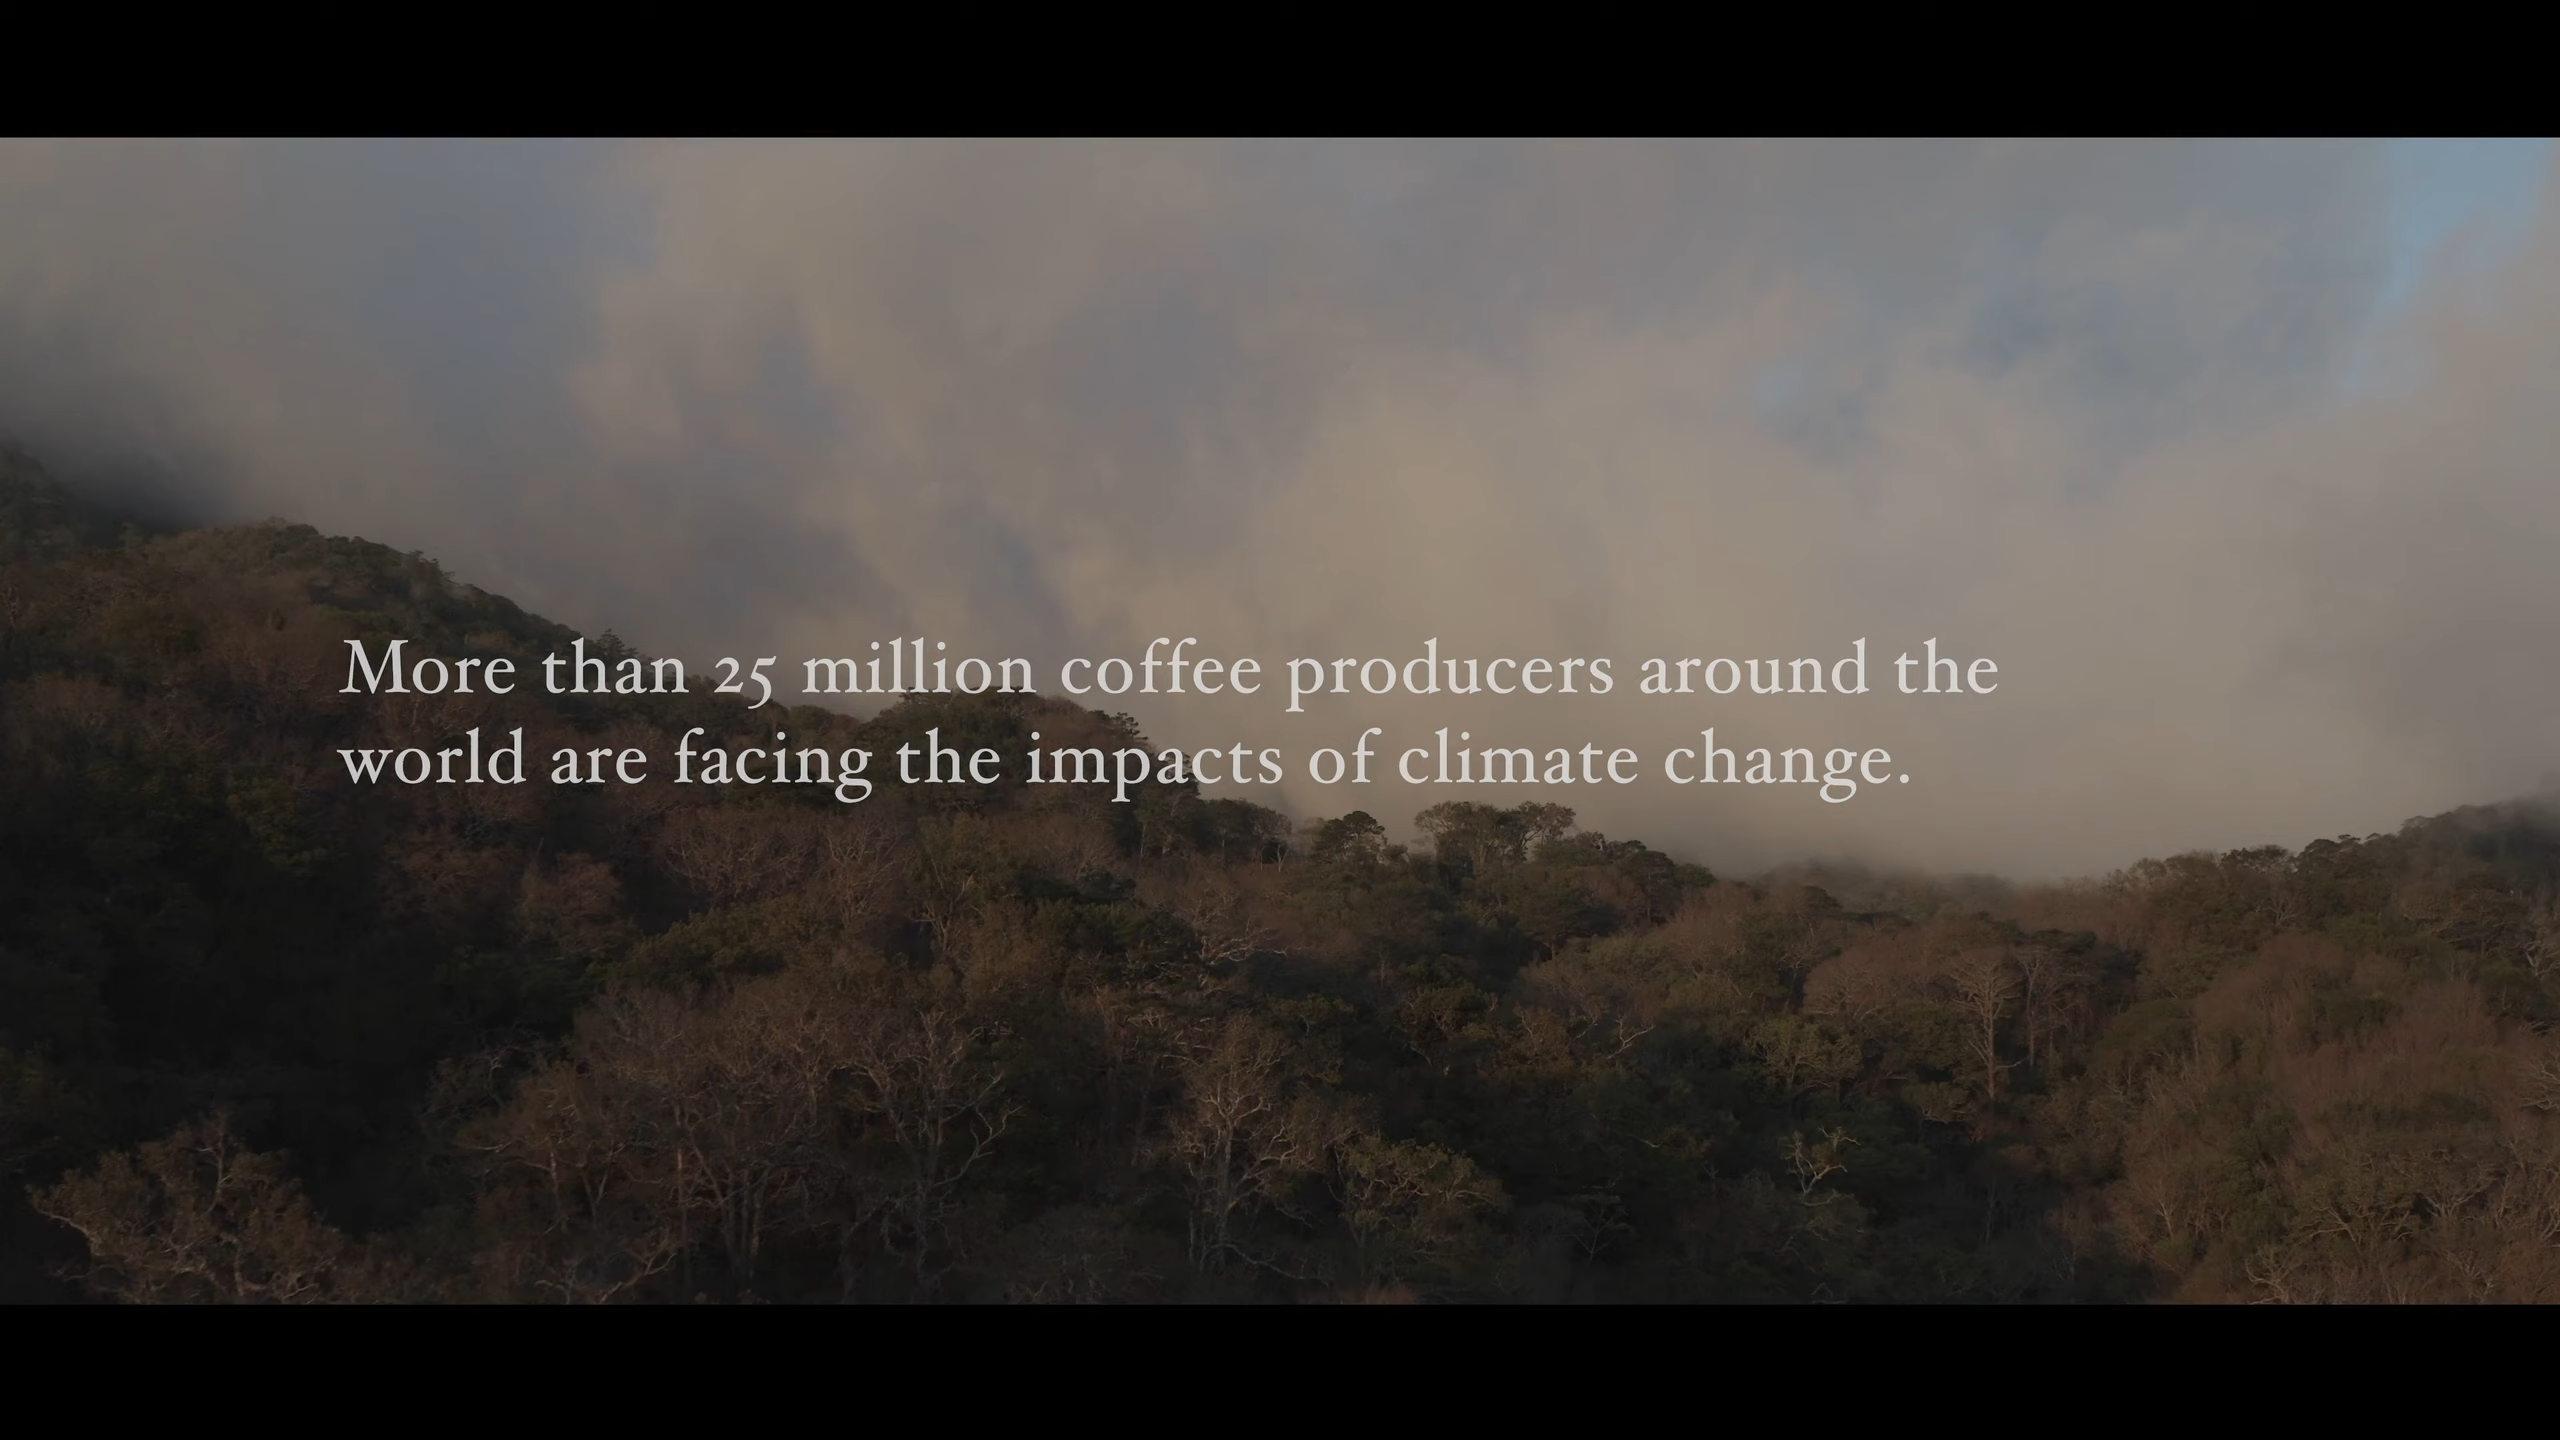 More than 25 million coffee producers around the
world are facing the impacts of climate change.